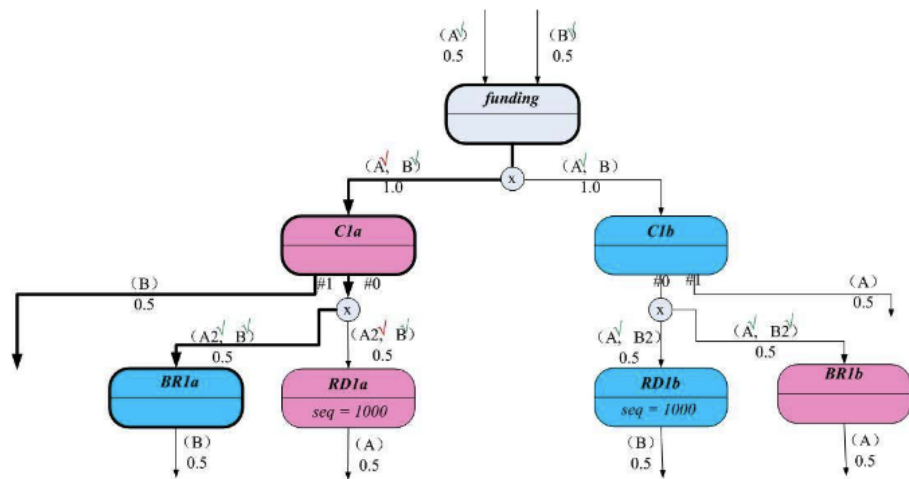 (A√) (B√)
0.5 0.5
funding
(A√, B√) (A√, B)
1.0 x 1.0
C1a C1b
#1 #0 #0 #1
(B) (A)
0.5 x x 0.5
(A2√, B√) (A2√, B√) (A√, B2) (A√, B2√)
0.5 0.5 0.5 0.5
BR1a RD1a RD1b BR1b
seq = 1000 seq = 1000
(B) (A) (B) (A)
0.5 0.5 0.5 0.5